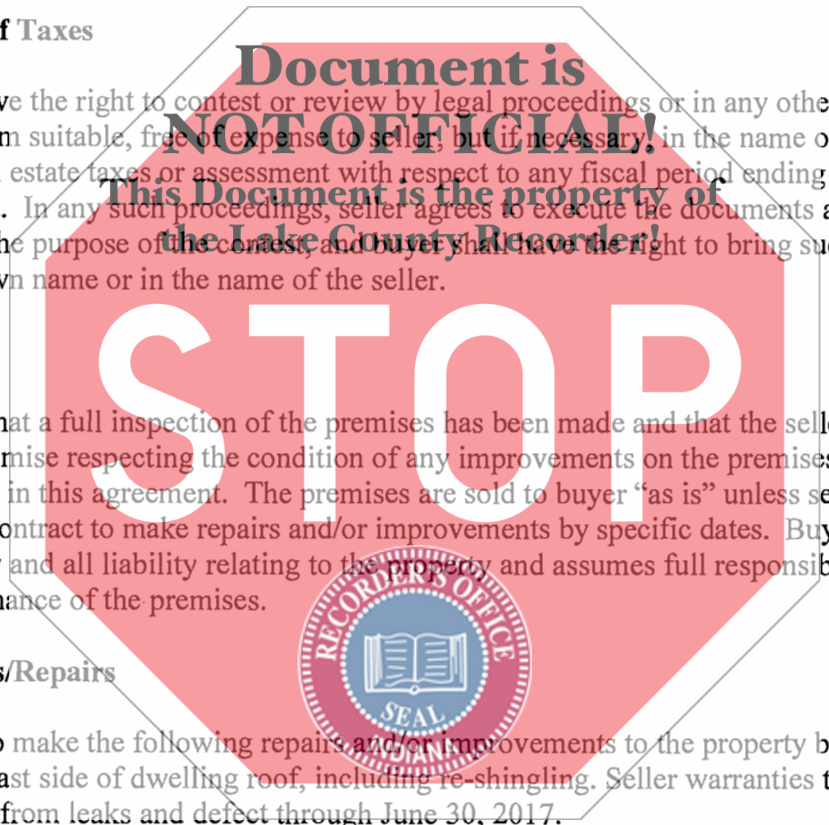 f Taxes
Document is
ve the right to contest or review by legal proceedings or in any othe
NOT OFFICIAL!
m suitable, free of expense to seller, but if necessary, in the name o
estate taxes or assessment with respect to any fiscal period ending
This Document is the property of
. In any such proceedings, seller agrees to execute the documents a
the Lake County Recorder!
he purpose of the contest, and buyer shall have the right to bring su
vn name or in the name of the seller.
STOP
hat a full inspection of the premises has been made and that the sell
mise respecting the condition of any improvements on the premises
in this agreement. The premises are sold to buyer “as is” unless se
ontract to make repairs and/or improvements by specific dates. Buy
and all liability relating to the property and assumes full responsib
nance of the premises.
RECORDER'S OFFICE
SEAL
INDIANA
s/Repairs
o make the following repairs and/or improvements to the property b
ast side of dwelling roof, including re-shingling. Seller warranties t
from leaks and defect through June 30, 2017.